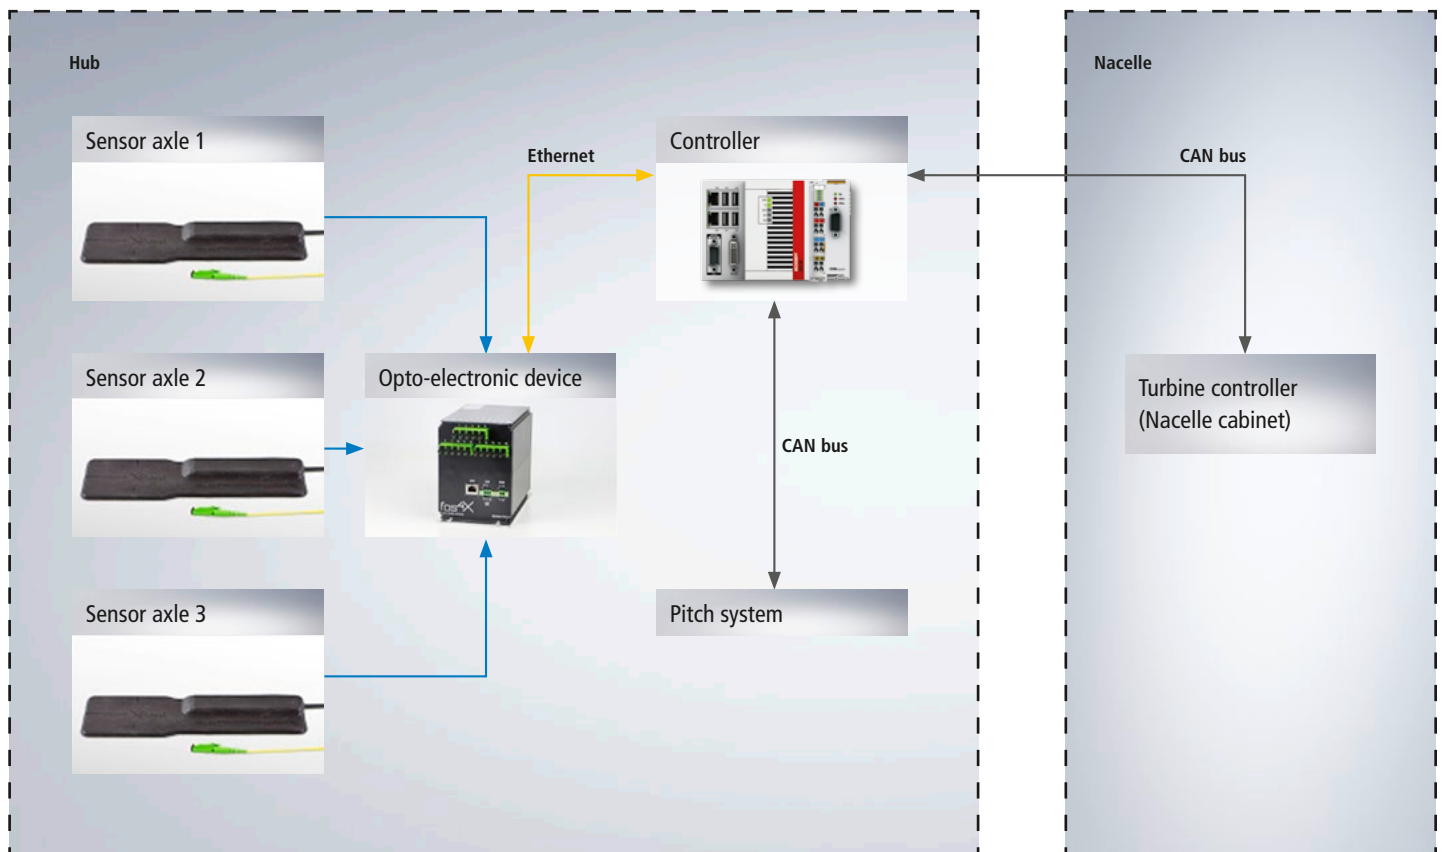 Hub
Nacelle
Sensor axle 1
Ethernet
Controller
CAN bus
Sensor axle 2
Opto-electronic device
Turbine controller
(Nacelle cabinet)
CAN bus
fos4X
Sensor axle 3
Pitch system